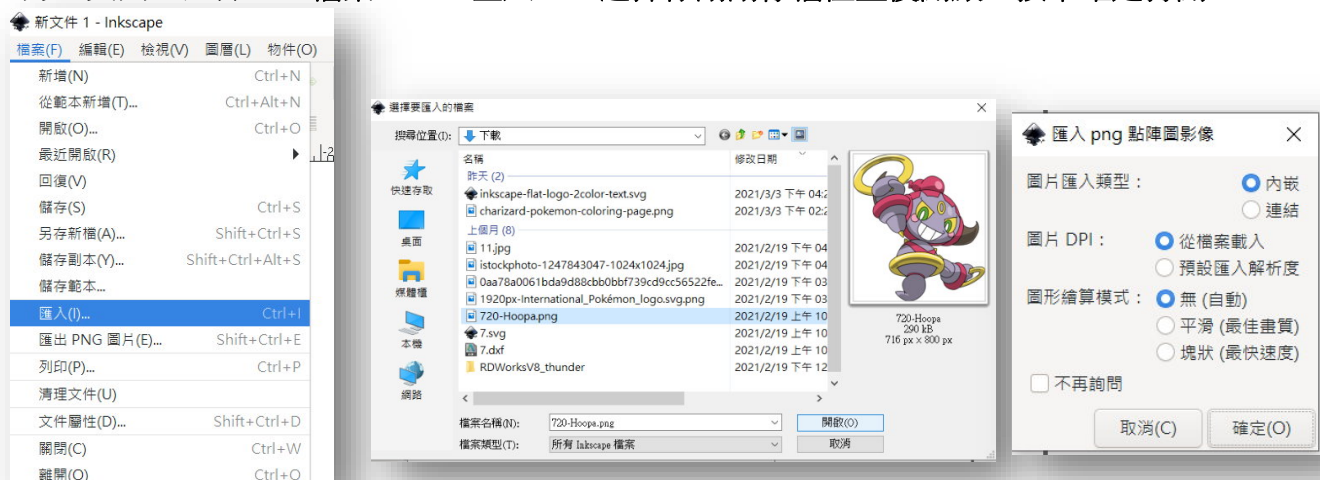 新文件 1 - Inkscape
檔案(F) 編輯(E) 檢視(V) 圖層(L) 物件(O)
新增(N) Ctrl+N
從範本新增(T)... Ctrl+Alt+N
開啟(O)... Ctrl+O
最近開啟(R)
回復(V)
儲存(S) Ctrl+S
另存新檔(A)... Shift+Ctrl+S
儲存副本(Y)... Shift+Ctrl+Alt+S
儲存範本...
匯入(I)... Ctrl+I
匯出 PNG 圖片(E)... Shift+Ctrl+E
列印(P)... Ctrl+P
清理文件(U)
文件屬性(D)... Shift+Ctrl+D
關閉(C) Ctrl+W
離開(Q) Ctrl+Q
選擇要匯入的檔案
搜尋位置(I): 下載
快速存取
桌面
媒體櫃
本機
網路
名稱 修改日期
昨天 (2)
inkscape-flat-logo-2color-text.svg 2021/3/3 下午 04:2
charizard-pokemon-coloring-page.png 2021/3/3 下午 02:2
上個月 (8)
11.jpg 2021/2/19 下午 04
istockphoto-1247843047-1024x1024.jpg 2021/2/19 下午 04
0aa78a0061bda9d88cbb0bbf739cd9cc56522fe... 2021/2/19 下午 03
1920px-International_Pokémon_logo.svg.png 2021/2/19 下午 03
720-Hoopa.png 2021/2/19 上午 10
7.svg 2021/2/19 上午 10
7.dxf 2021/2/19 上午 10
RDWorksV8_thunder 2021/2/19 下午 12
720-Hoopa
290 kB
716 px × 800 px
檔案名稱(N): 720-Hoopa.png 開啟(O)
檔案類型(T): 所有 Inkscape 檔案 取消
匯入 png 點陣圖影像
圖片匯入類型： 內嵌
連結
圖片 DPI： 從檔案載入
預設匯入解析度
圖形繪算模式： 無 (自動)
平滑 (最佳畫質)
塊狀 (最快速度)
不再詢問
取消(C) 確定(O)